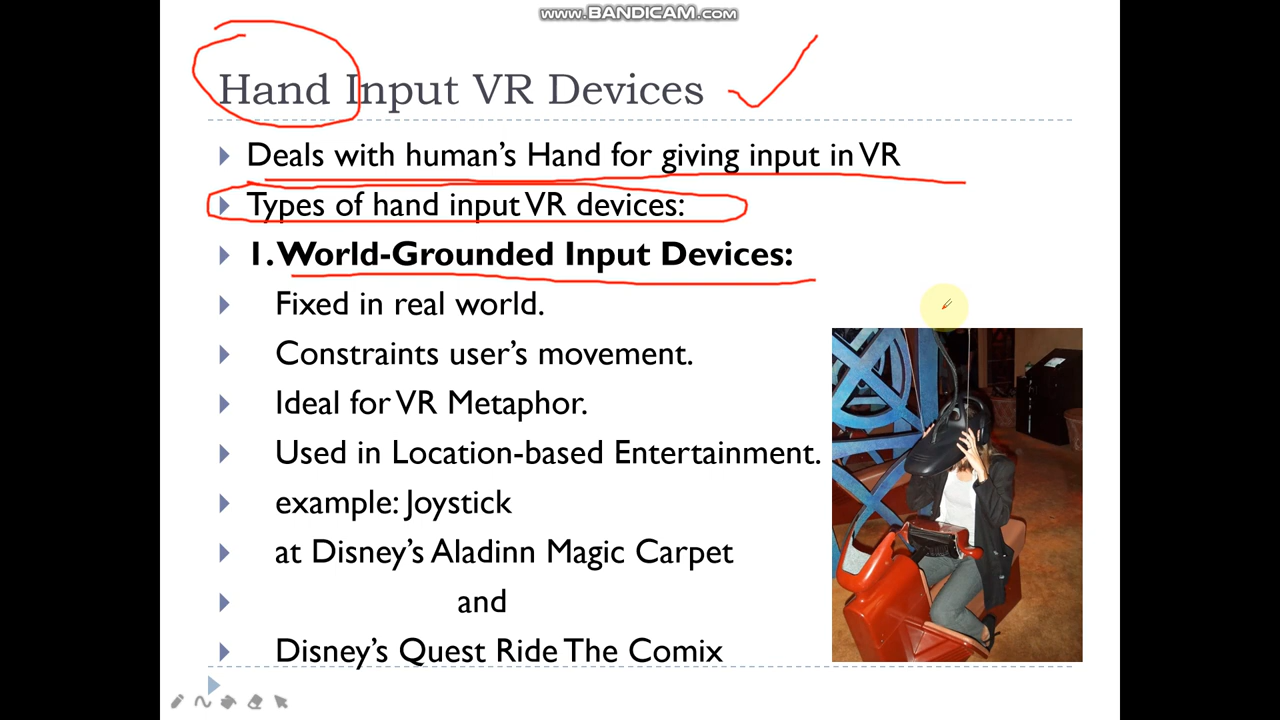 www.BANDICAM.com
Hand Input VR Devices
Deals with human's Hand for giving input in VR
Types of hand input VR devices:
1. World-Grounded Input Devices:
Fixed in real world.
Constraints user's movement.
Ideal for VR Metaphor.
Used in Location-based Entertainment.
example: Joystick
at Disney's Aladinn Magic Carpet
and
Disney's Quest Ride The Comix